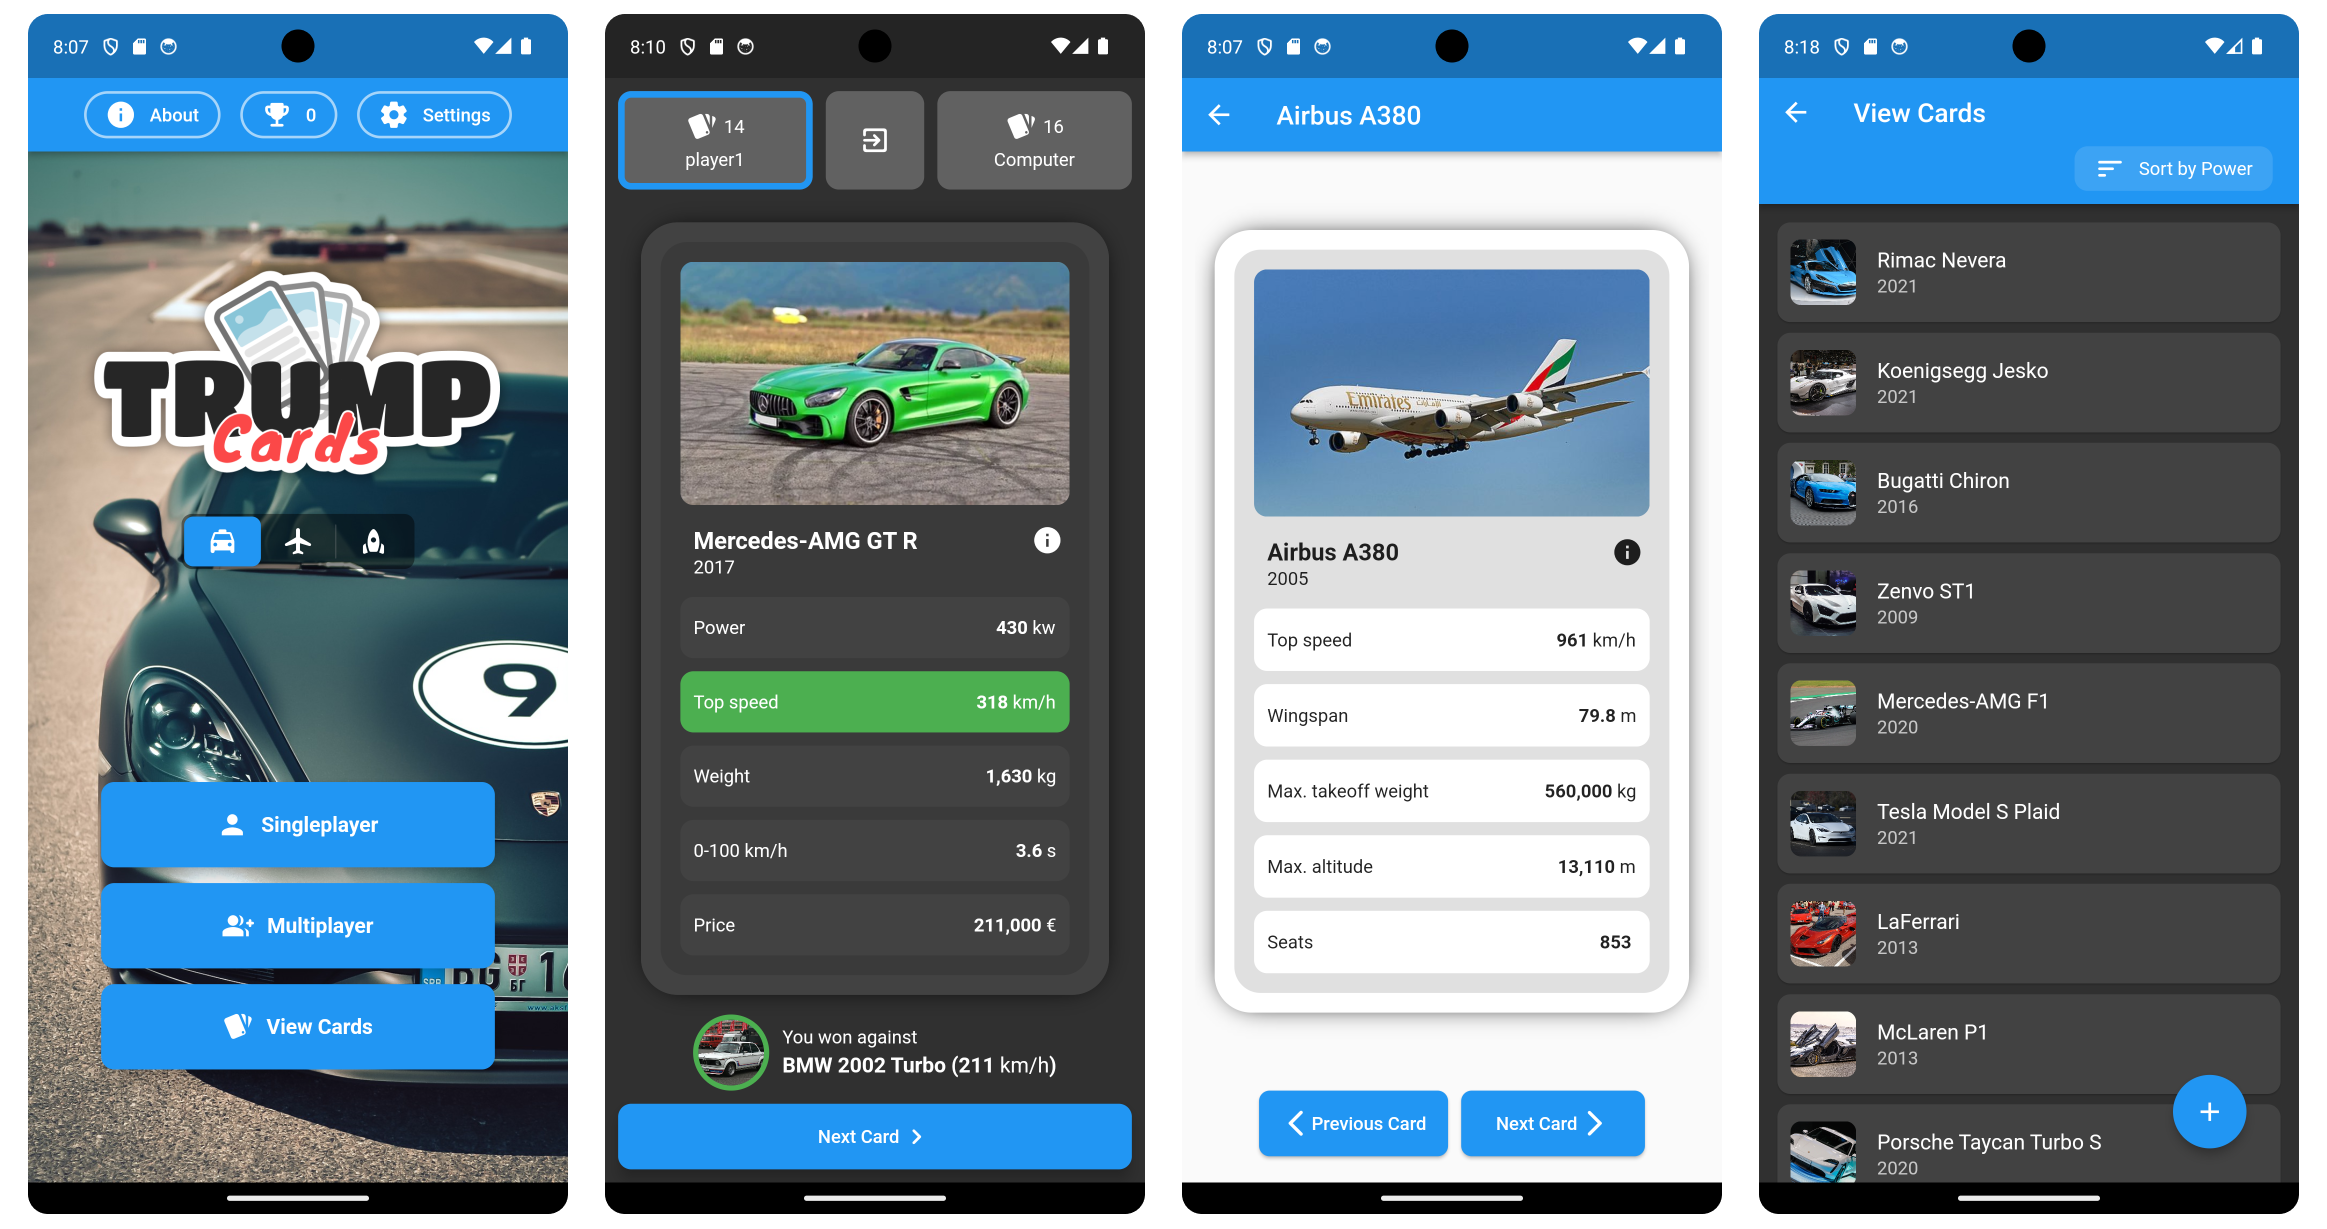 8:07
About
0
Settings
TRUMP
Cards
9
Singleplayer
Multiplayer
BG 1
SRB
БГ
View Cards
8:10
14
player1
16
Computer
Mercedes-AMG GT R
2017
Power 430 kw
Top speed 318 km/h
Weight 1,630 kg
0-100 km/h 3.6 s
Price 211,000 €
You won against
BMW 2002 Turbo (211 km/h)
Next Card
8:07
Airbus A380
Emirates
Airbus A380
2005
Top speed 961 km/h
Wingspan 79.8 m
Max. takeoff weight 560,000 kg
Max. altitude 13,110 m
Seats 853
Previous Card
Next Card
8:18
View Cards
Sort by Power
Rimac Nevera
2021
Koenigsegg Jesko
2021
Bugatti Chiron
2016
Zenvo ST1
2009
Mercedes-AMG F1
2020
Tesla Model S Plaid
2021
LaFerrari
2013
McLaren P1
2013
Porsche Taycan Turbo S
2020